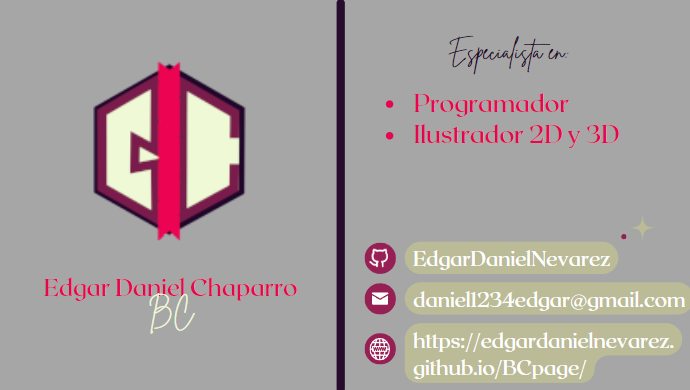 Edgar Daniel Chaparro
BC
Especialista en:
Programador
Ilustrador 2D y 3D
EdgarDanielNevarez
daniel1234edgar@gmail.com
https://edgardanielnevarez.
github.io/BCpage/